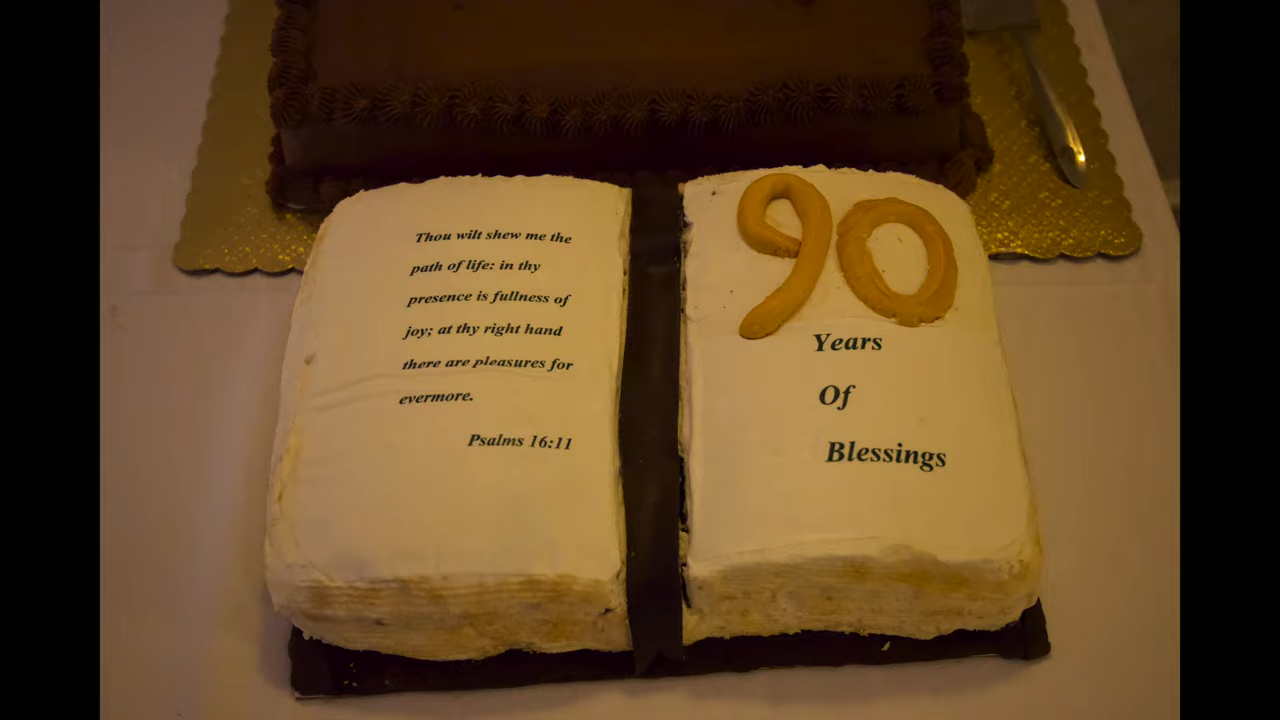 Thou wilt shew me the
path of life: in thy
presence is fullness of
joy; at thy right hand
there are pleasures for
evermore.
Psalms 16:11
90
Years
Of
Blessings